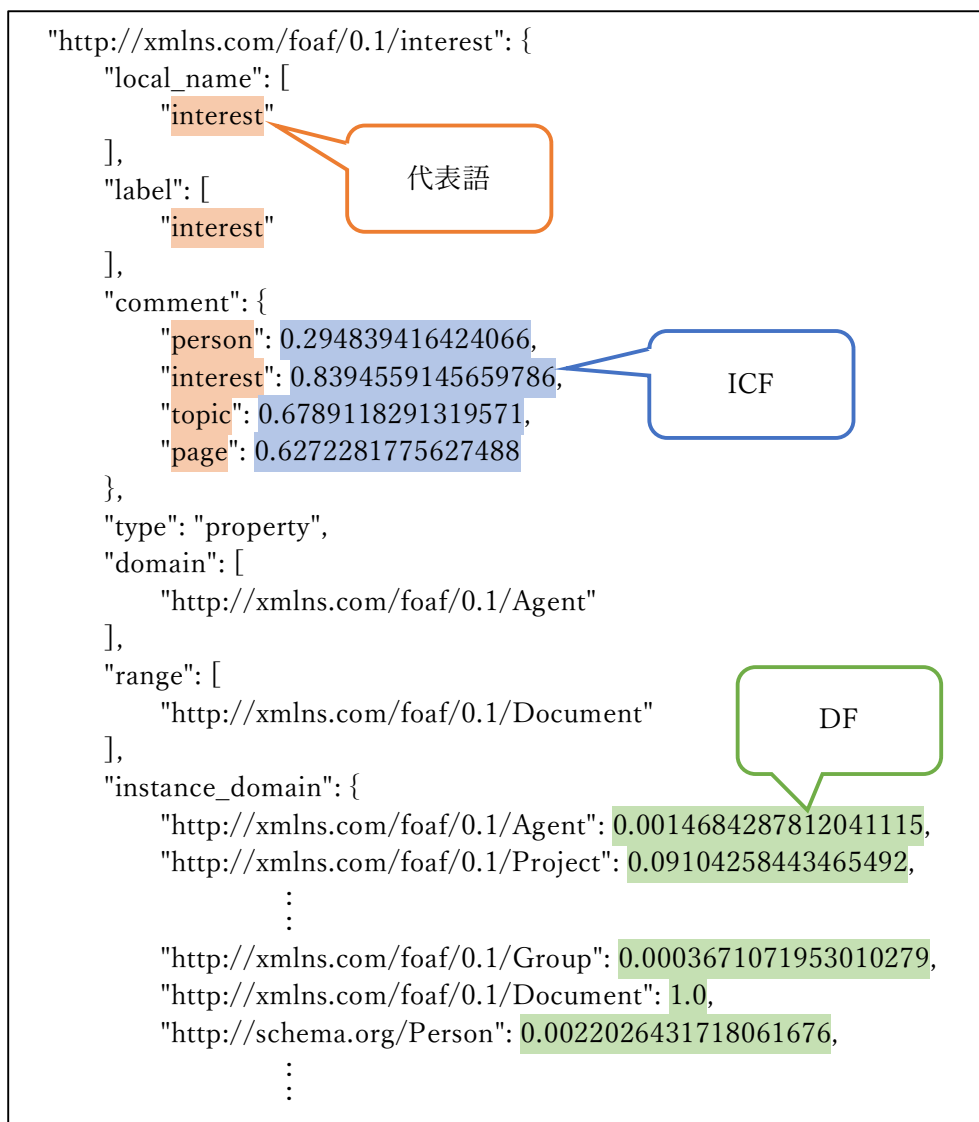 "http://xmlns.com/foaf/0.1/interest": {
"local_name": [
"interest"
],
代表語
"label": [
"interest"
],
"comment": {
"person": 0.294839416424066,
"interest": 0.8394559145659786,
ICF
"topic": 0.6789118291319571,
"page": 0.6272281775627488
},
"type": "property",
"domain": [
"http://xmlns.com/foaf/0.1/Agent"
],
"range": [
"http://xmlns.com/foaf/0.1/Document"
DF
],
"instance_domain": {
"http://xmlns.com/foaf/0.1/Agent": 0.0014684287812041115,
"http://xmlns.com/foaf/0.1/Project": 0.09104258443465492,
⋮
"http://xmlns.com/foaf/0.1/Group": 0.0003671071953010279,
"http://xmlns.com/foaf/0.1/Document": 1.0,
"http://schema.org/Person": 0.0022026431718061676,
⋮